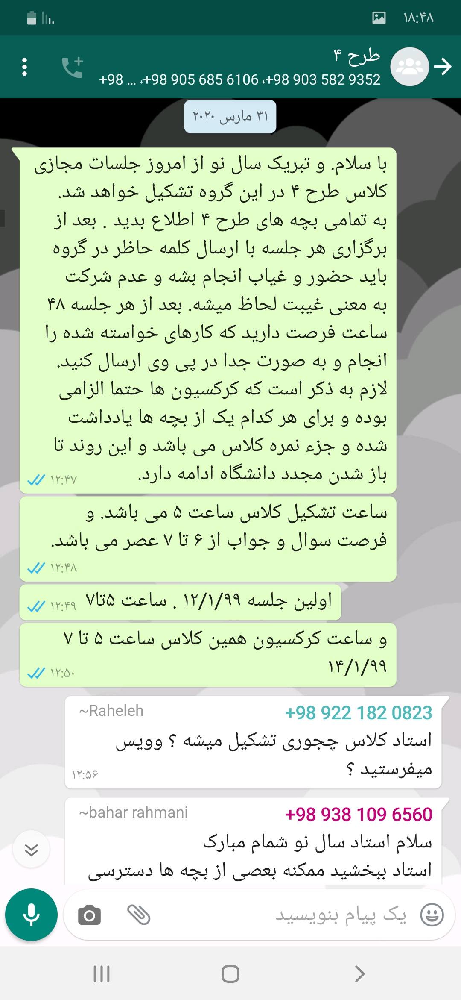 ۱۸:۴۸
طرح ۴
+98 903 582 9352، +98 905 685 6106، +98 ...
۳۱ مارس ۲۰۲۰
با سلام. و تبریک سال نو از امروز جلسات مجازی
کلاس طرح ۴ در این گروه تشکیل خواهد شد.
به تمامی بچه های طرح ۴ اطلاع بدید . بعد از
برگزاری هر جلسه با ارسال کلمه حاظر در گروه
باید حضور و غیاب انجام بشه و عدم شرکت
به معنی غیبت لحاظ میشه. بعد از هر جلسه ۴۸
ساعت فرصت دارید که کارهای خواسته شده را
انجام و به صورت جدا در پی وی ارسال کنید.
لازم به ذکر است که کرکسیون ها حتما الزامی
بوده و برای هر کدام یک از بچه ها یادداشت
شده و جزء نمره کلاس می باشد و این روند تا
باز شدن مجدد دانشگاه ادامه دارد.
۱۲:۴۷
ساعت تشکیل کلاس ساعت ۵ می باشد. و
فرصت سوال و جواب از ۶ تا ۷ عصر می باشد.
۱۲:۴۸
اولین جلسه ۱۲/۱/۹۹ . ساعت ۵تا۷
۱۲:۴۹
و ساعت کرکسیون همین کلاس ساعت ۵ تا ۷
۱۴/۱/۹۹
۱۲:۵۰
+98 922 182 0823 ~Raheleh
استاد کلاس چجوری تشکیل میشه ؟ وویس
میفرستید ؟
۱۲:۵۶
+98 938 109 6560 ~bahar rahmani
سلام استاد سال نو شمام مبارک
استاد ببخشید ممکنه بعصی از بچه ها دسترسی
یک پیام بنویسید